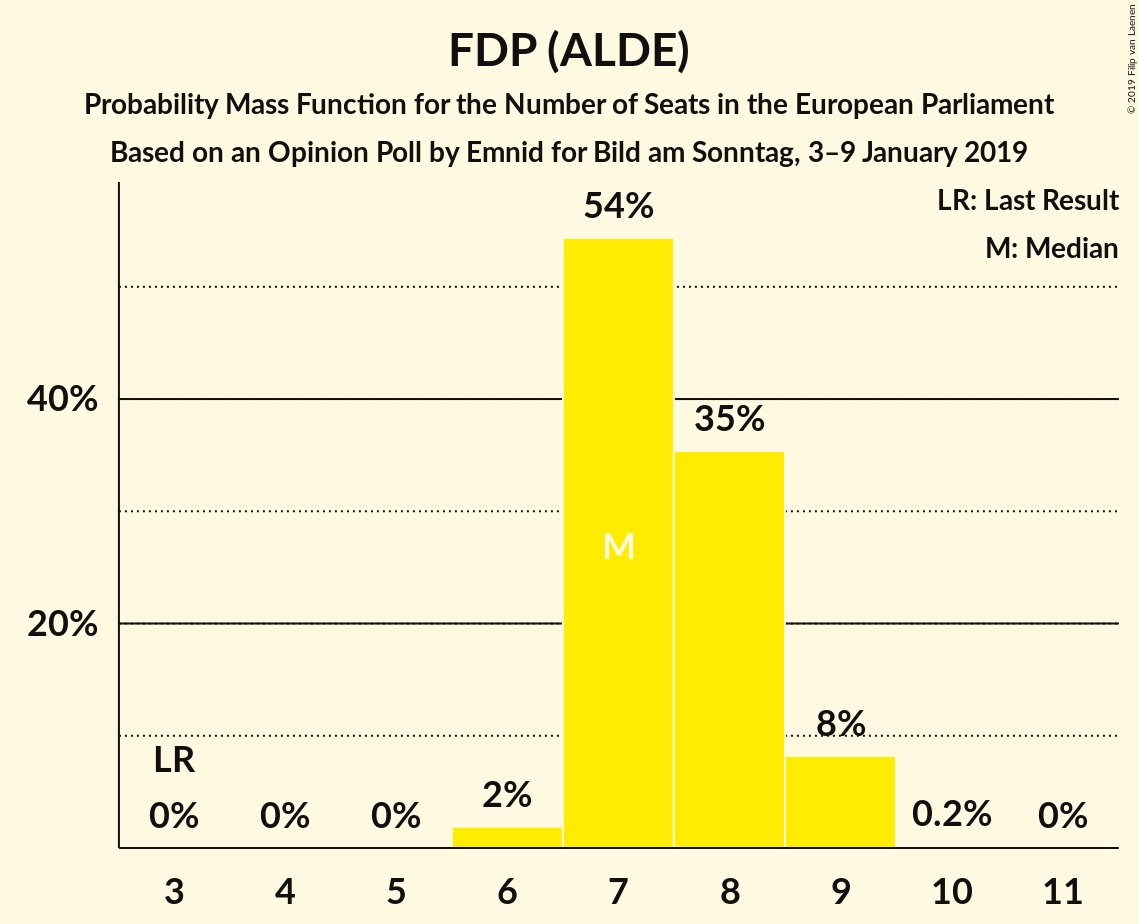 FDP (ALDE)
Probability Mass Function for the Number of Seats in the European Parliament
Based on an Opinion Poll by Emnid for Bild am Sonntag, 3–9 January 2019
© 2019 Filip van Laenen
LR: Last Result
M: Median
54%
40%
35%
M
20%
8%
LR
2%
0% 0% 0% 0.2% 0%
3 4 5 6 7 8 9 10 11